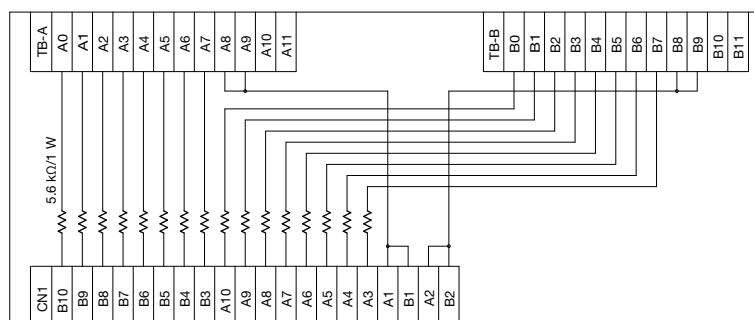 TB-A A0 A1 A2 A3 A4 A5 A6 A7 A8 A9 A10 A11
TB-B B0 B1 B2 B3 B4 B5 B6 B7 B8 B9 B10 B11
5.6 kΩ/1 W
CN1 B10 B9 B8 B7 B6 B5 B4 B3 A10 A9 A8 A7 A6 A5 A4 A3 A1 B1 A2 B2